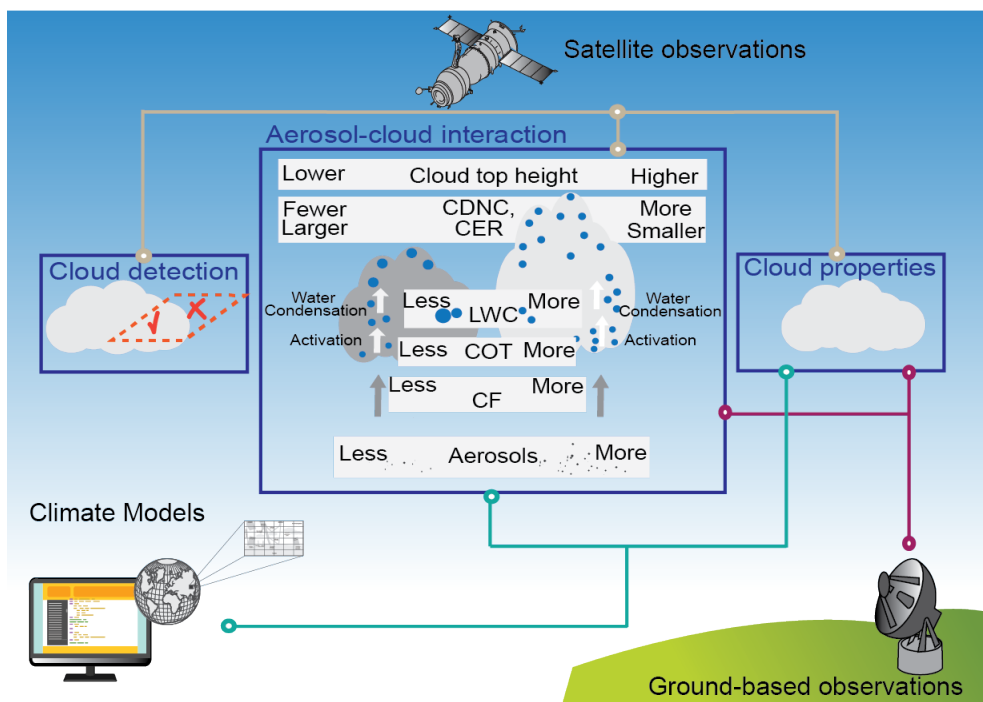 Satellite observations
Aerosol-cloud interaction
Lower Cloud top height Higher
Fewer CDNC, More
Larger CER Smaller
Cloud detection
Cloud properties
Water
Condensation
Activation
Less More
LWC
Water
Condensation
Activation
Less COT More
Less More
CF
Less Aerosols More
Climate Models
Ground-based observations